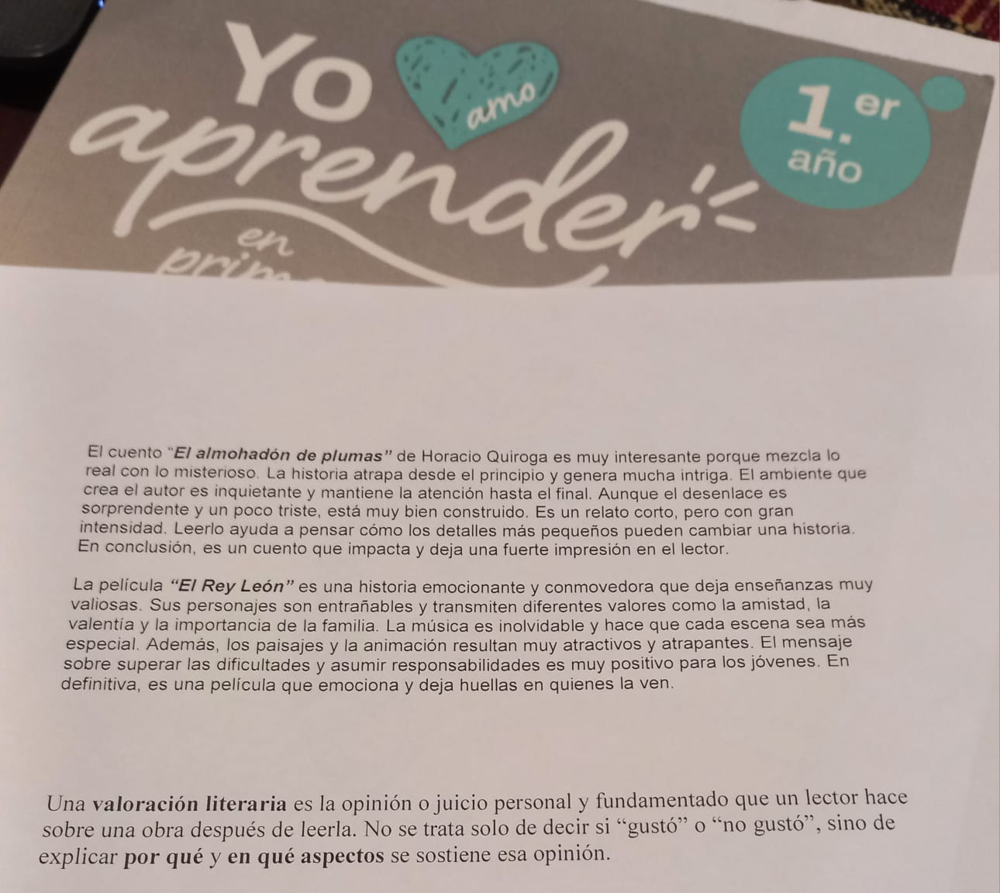 Yo amo
aprender
en
prim
1.er
año
El cuento “El almohadón de plumas” de Horacio Quiroga es muy interesante porque mezcla lo
real con lo misterioso. La historia atrapa desde el principio y genera mucha intriga. El ambiente que
crea el autor es inquietante y mantiene la atención hasta el final. Aunque el desenlace es
sorprendente y un poco triste, está muy bien construido. Es un relato corto, pero con gran
intensidad. Leerlo ayuda a pensar cómo los detalles más pequeños pueden cambiar una historia.
En conclusión, es un cuento que impacta y deja una fuerte impresión en el lector.
La película “El Rey León” es una historia emocionante y conmovedora que deja enseñanzas muy
valiosas. Sus personajes son entrañables y transmiten diferentes valores como la amistad, la
valentía y la importancia de la familia. La música es inolvidable y hace que cada escena sea más
especial. Además, los paisajes y la animación resultan muy atractivos y atrapantes. El mensaje
sobre superar las dificultades y asumir responsabilidades es muy positivo para los jóvenes. En
definitiva, es una película que emociona y deja huellas en quienes la ven.
Una valoración literaria es la opinión o juicio personal y fundamentado que un lector hace
sobre una obra después de leerla. No se trata solo de decir si “gustó” o “no gustó”, sino de
explicar por qué y en qué aspectos se sostiene esa opinión.